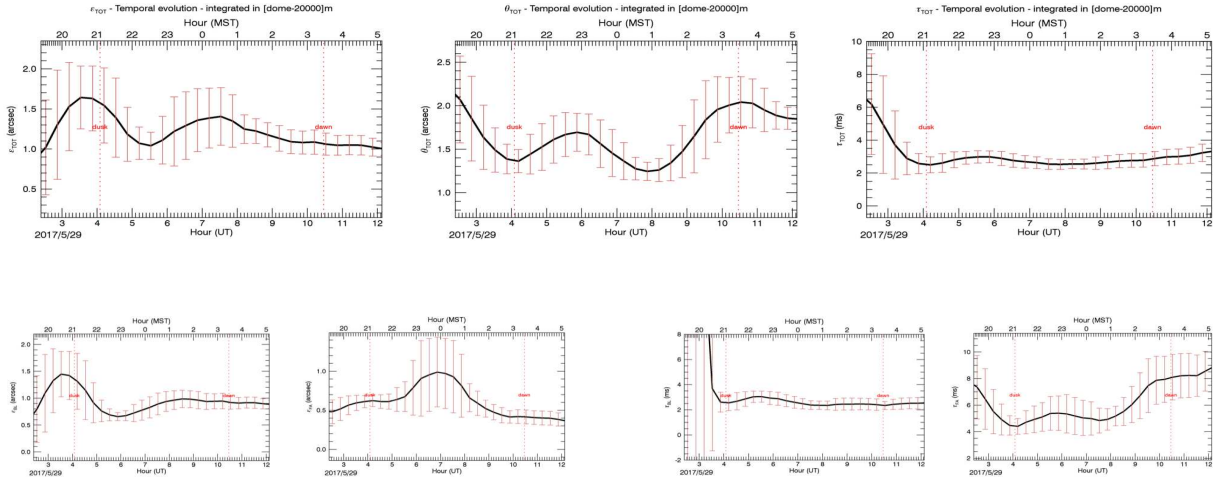 ε_TOT - Temporal evolution - integrated in [dome-20000]m
Hour (MST)
20 21 22 23 0 1 2 3 4 5
2.0
1.5
1.0
0.5
ε_TOT (arcsec)
dusk
dawn
3 4 5 6 7 8 9 10 11 12
2017/5/29
Hour (UT)
θ_TOT - Temporal evolution - integrated in [dome-20000]m
Hour (MST)
20 21 22 23 0 1 2 3 4 5
2.5
2.0
1.5
1.0
θ_TOT (arcsec)
dusk
dawn
3 4 5 6 7 8 9 10 11 12
2017/5/29
Hour (UT)
τ_TOT - Temporal evolution - integrated in [dome-20000]m
Hour (MST)
20 21 22 23 0 1 2 3 4 5
10
8
6
4
2
0
τ_TOT (ms)
dusk
dawn
3 4 5 6 7 8 9 10 11 12
2017/5/29
Hour (UT)
Hour (MST)
20 21 22 23 0 1 2 3 4 5
2.0
1.5
1.0
0.5
0.0
(arcsec)
dusk
dawn
3 4 5 6 7 8 9 10 11 12
2017/5/29
Hour (UT)
Hour (MST)
20 21 22 23 0 1 2 3 4 5
1.0
0.5
0.0
(arcsec)
dusk
dawn
3 4 5 6 7 8 9 10 11 12
2017/5/29
Hour (UT)
Hour (MST)
20 21 22 23 0 1 2 3 4 5
8
6
4
2
0
-2
(ms)
dusk
dawn
3 4 5 6 7 8 9 10 11 12
2017/5/29
Hour (UT)
Hour (MST)
20 21 22 23 0 1 2 3 4 5
10
8
6
4
2
(ms)
dusk
dawn
3 4 5 6 7 8 9 10 11 12
2017/5/29
Hour (UT)